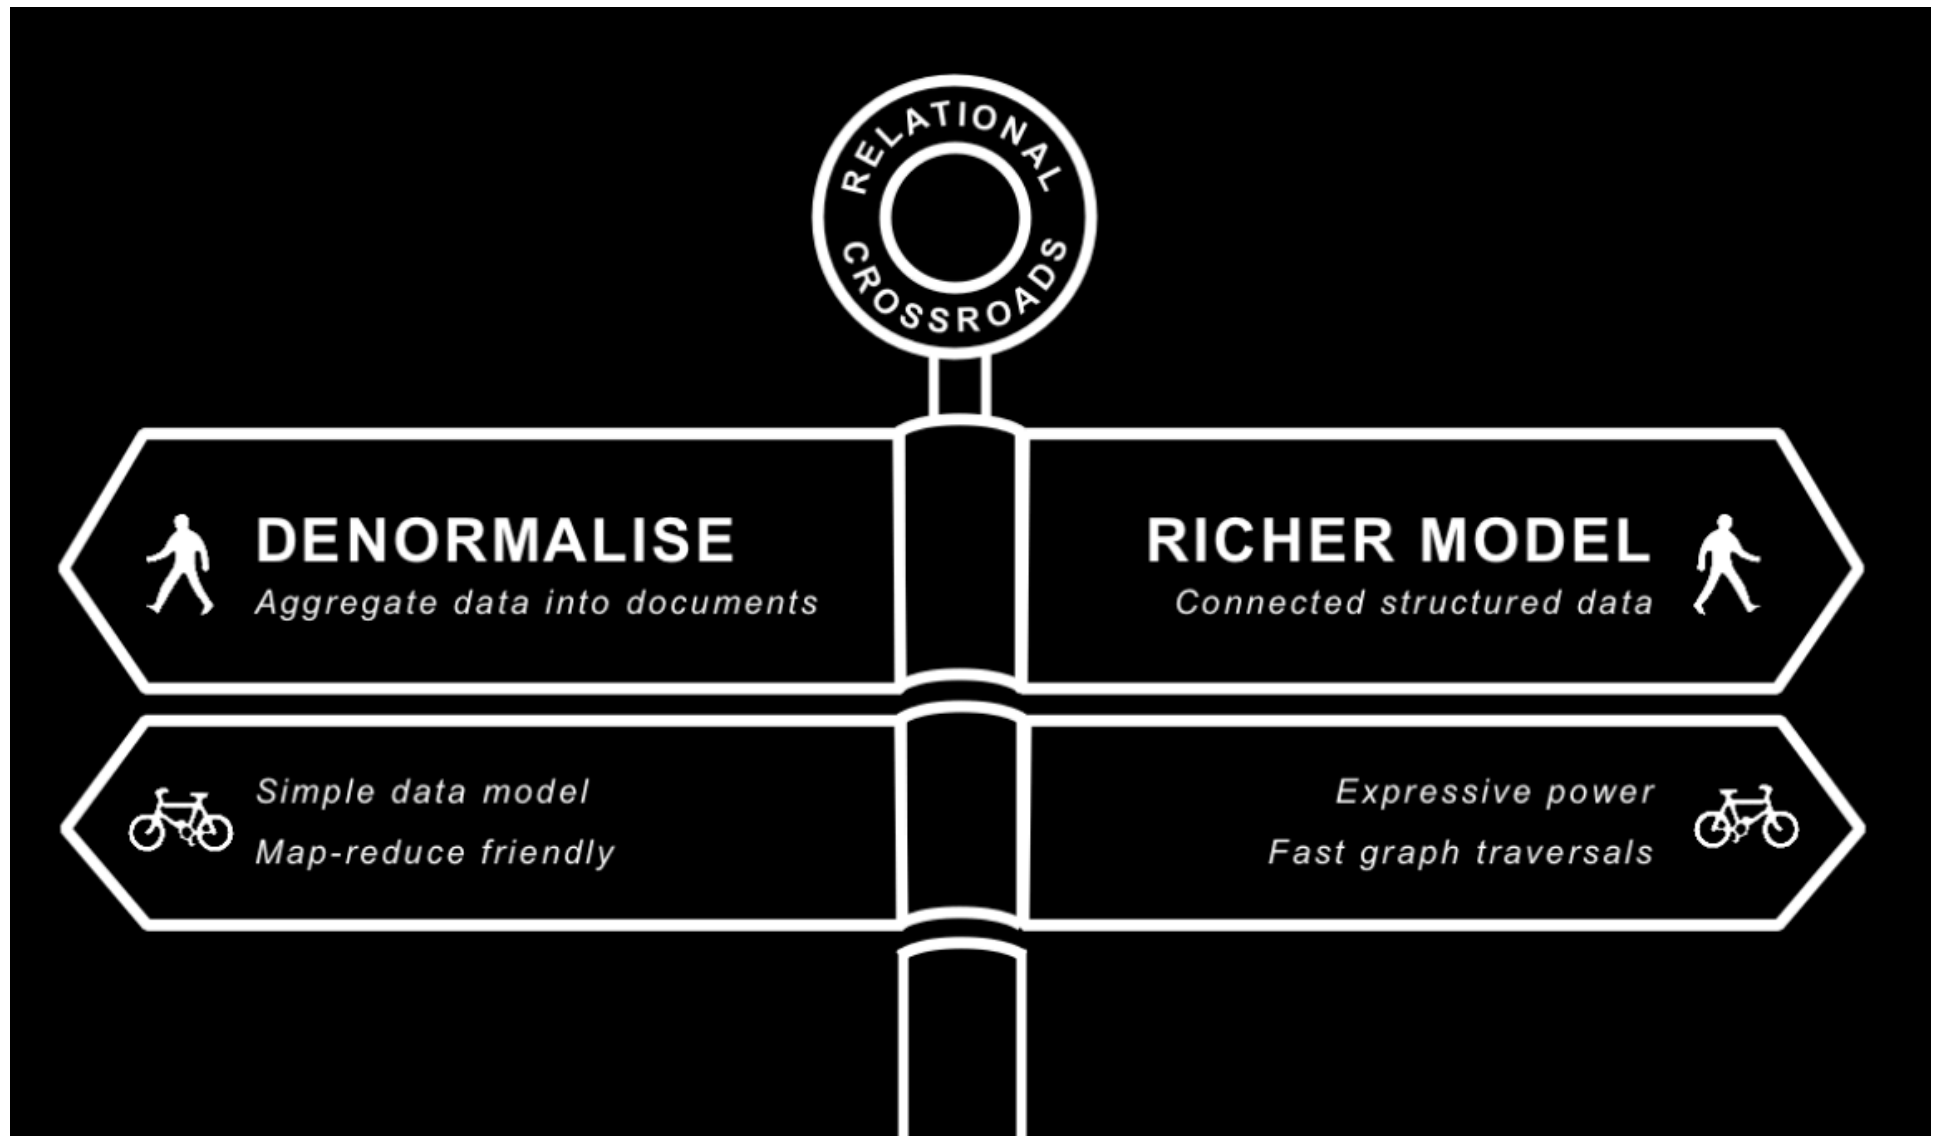 RELATIONAL
CROSSROADS
DENORMALISE
Aggregate data into documents
RICHER MODEL
Connected structured data
Simple data model
Map-reduce friendly
Expressive power
Fast graph traversals